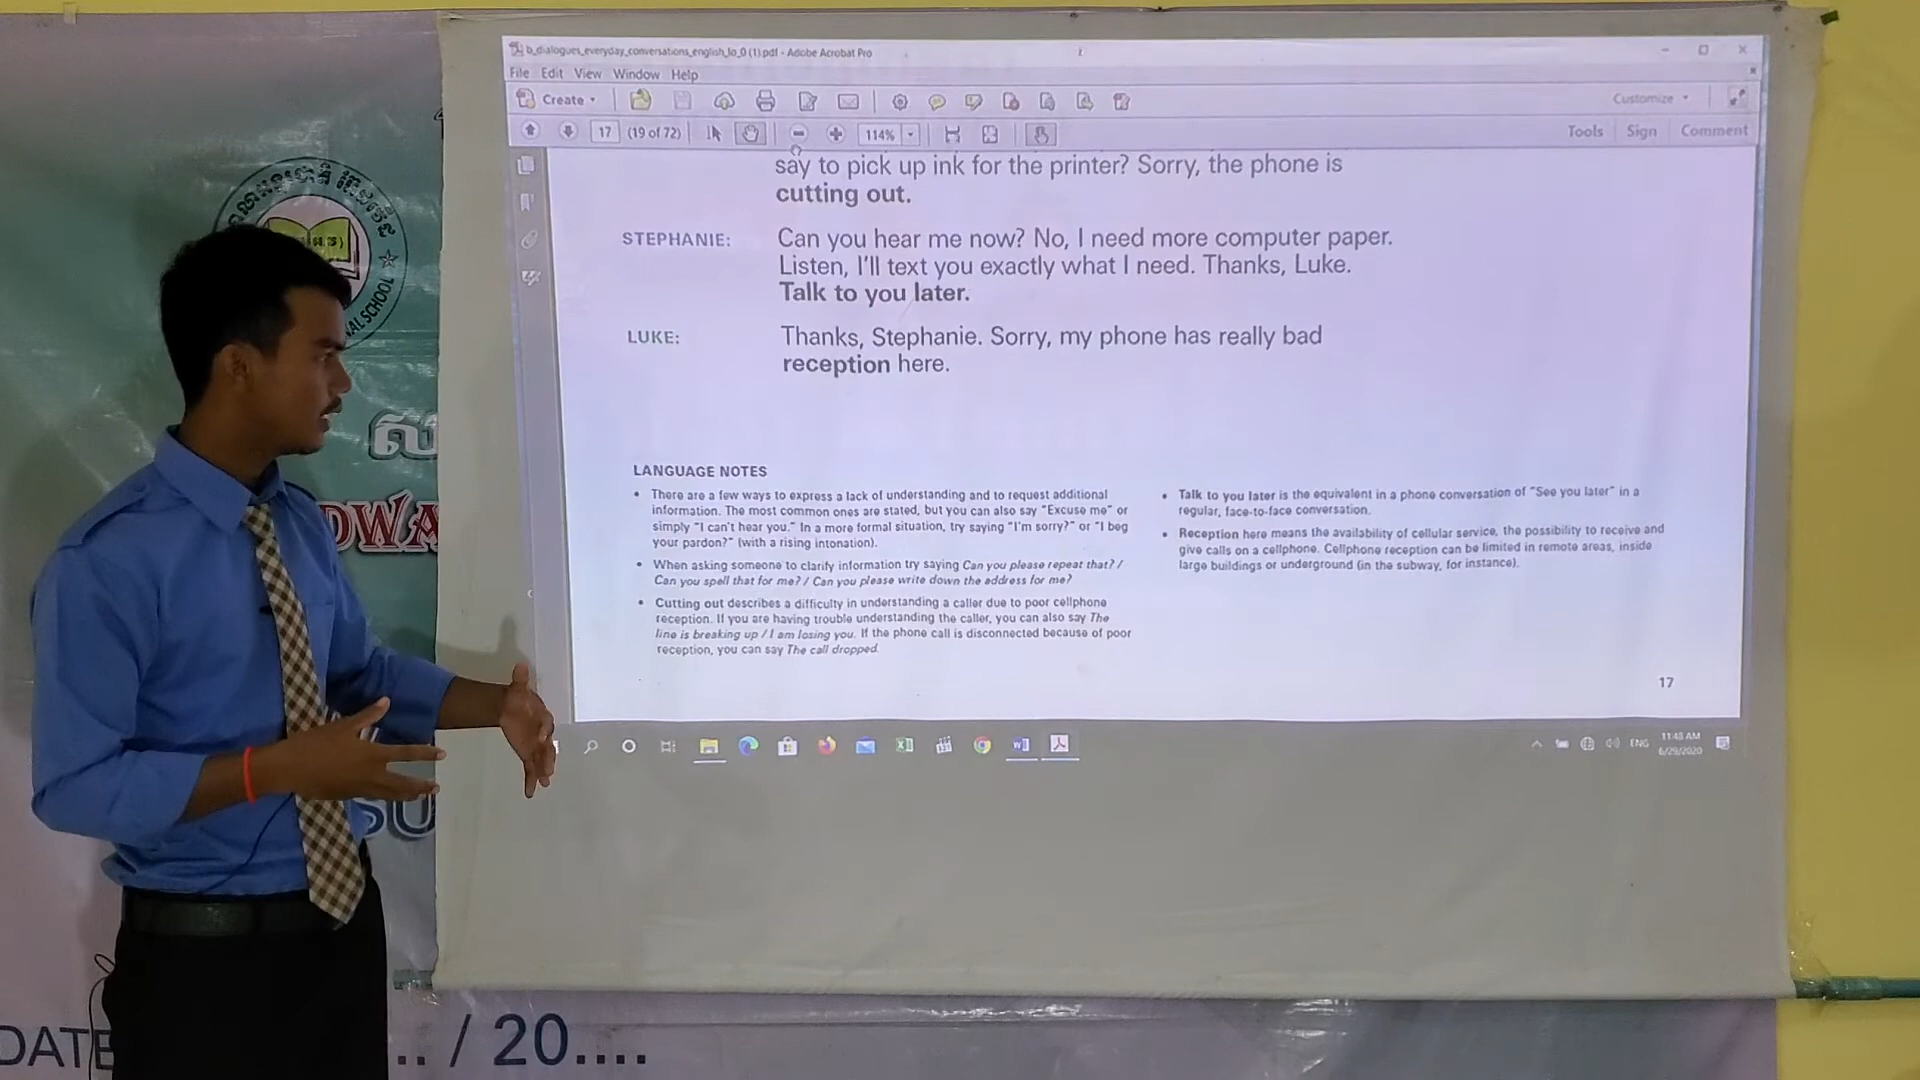 b_dialogues_everyday_conversations_english_lo_0 (1).pdf - Adobe Acrobat Pro
File Edit View Window Help
Create Customize
17 (19 of 72) 114% Tools Sign Comment
say to pick up ink for the printer? Sorry, the phone is
cutting out.
STEPHANIE: Can you hear me now? No, I need more computer paper.
Listen, I'll text you exactly what I need. Thanks, Luke.
Talk to you later.
LUKE: Thanks, Stephanie. Sorry, my phone has really bad
reception here.
LANGUAGE NOTES
• There are a few ways to express a lack of understanding and to request additional
information. The most common ones are stated, but you can also say "Excuse me" or
simply "I can't hear you." In a more formal situation, try saying "I'm sorry?" or "I beg
your pardon?" (with a rising intonation).
• When asking someone to clarify information try saying Can you please repeat that? /
Can you spell that for me? / Can you please write down the address for me?
• Cutting out describes a difficulty in understanding a caller due to poor cellphone
reception. If you are having trouble understanding the caller, you can also say The
line is breaking up / I am losing you. If the phone call is disconnected because of poor
reception, you can say The call dropped.
• Talk to you later is the equivalent in a phone conversation of "See you later" in a
regular, face-to-face conversation.
• Reception here means the availability of cellular service, the possibility to receive and
give calls on a cellphone. Cellphone reception can be limited in remote areas, inside
large buildings or underground (in the subway, for instance).
17
ENG
11:48 AM
6/29/2020
NAL SCHOOL
DWA
SU
DATE .. / 20....